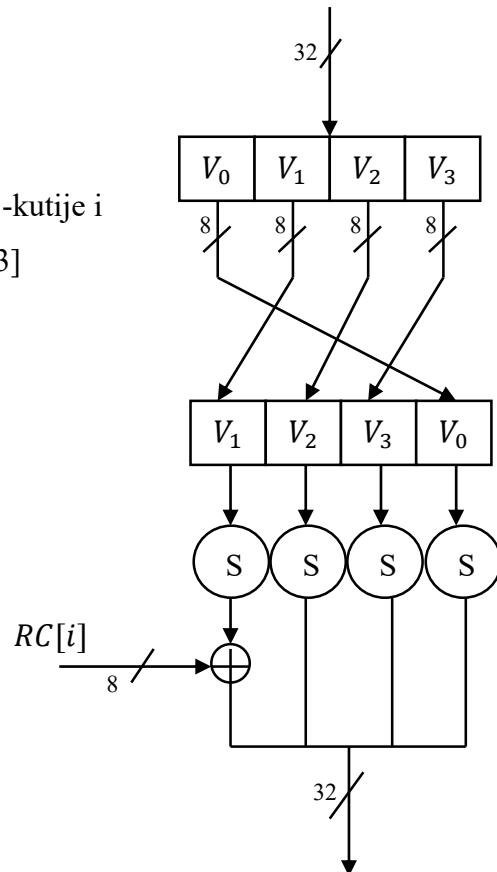 32
V₀ V₁ V₂ V₃
-kutije i
8 8 8 8
3]
V₁ V₂ V₃ V₀
S S S S
RC[i]
8
32